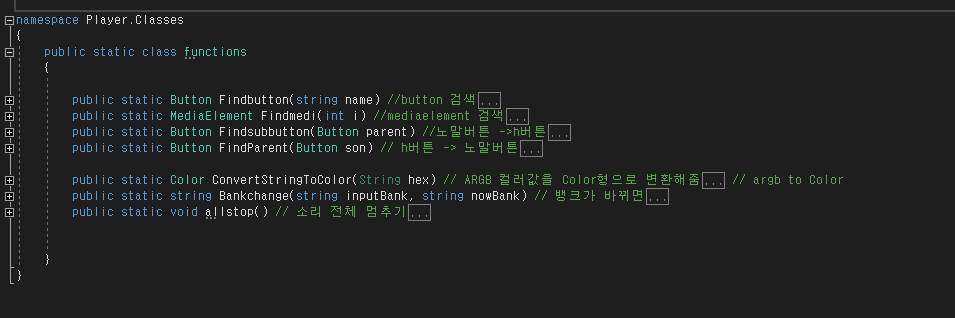 namespace Player.Classes
{
public static class functions
{
public static Button Findbutton(string name) //button 검색...
public static MediaElement Findmedi(int i) //mediaelement 검색...
public static Button Findsubbutton(Button parent) //노말버튼 ->h버튼...
public static Button FindParent(Button son) // h버튼 -> 노말버튼...
public static Color ConvertStringToColor(String hex) // ARGB 컬러값을 Color형으로 변환해줌... // argb to Color
public static string Bankchange(string inputBank, string nowBank) // 뱅크가 바뀌면...
public static void allstop() // 소리 전체 멈추기...
}
}